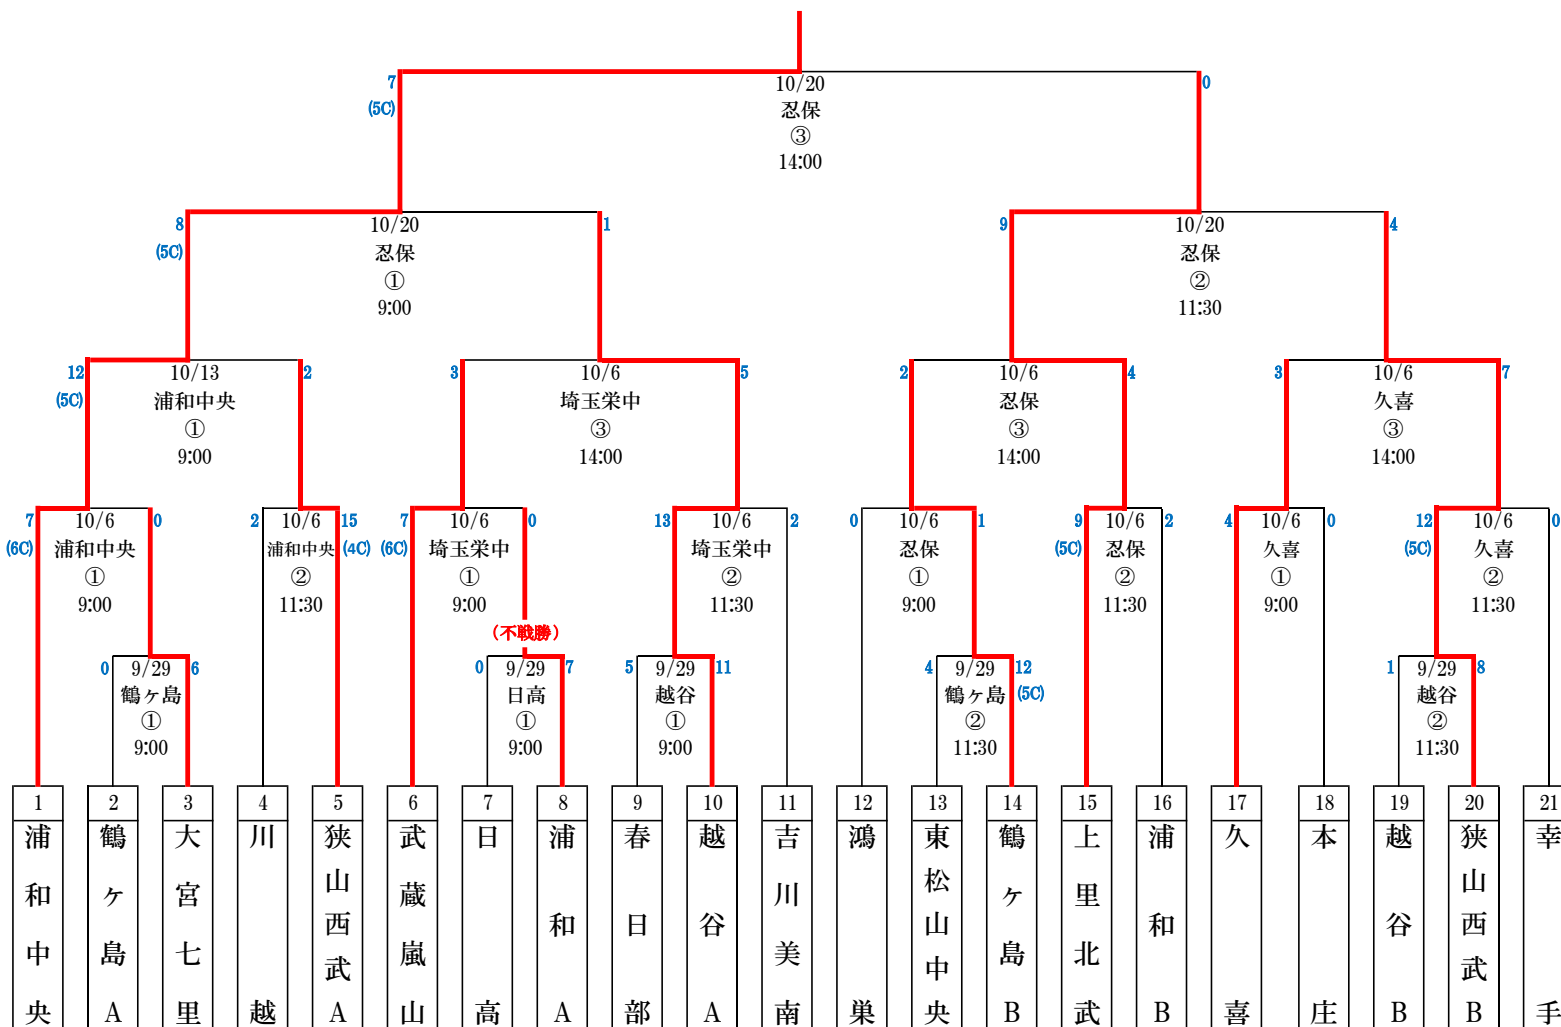 7
10/20
0
(5C)
忍保
③
14:00
8
10/20
1
9
10/20
4
(5C)
忍保
忍保
①
②
9:00
11:30
12
10/13
2
3
10/6
5
2
10/6
4
3
10/6
7
(5C)
浦和中央
埼玉栄中
忍保
久喜
①
③
③
③
9:00
14:00
14:00
14:00
7
10/6
0
2
10/6
15
7
10/6
0
13
10/6
2
0
10/6
1
9
10/6
2
4
10/6
0
12
10/6
0
(6C)
浦和中央
浦和中央
(4C)
(6C)
埼玉栄中
埼玉栄中
忍保
(5C)
忍保
久喜
(5C)
久喜
①
②
①
②
①
②
①
②
9:00
11:30
9:00
11:30
9:00
11:30
9:00
11:30
(不戦勝)
0
9/29
6
0
9/29
7
5
9/29
11
4
9/29
12
1
9/29
8
鶴ヶ島
日高
越谷
鶴ヶ島
(5C)
越谷
①
①
①
②
②
9:00
9:00
9:00
11:30
11:30
1
浦和中央
2
鶴ヶ島A
3
大宮七里
4
川越
5
狭山西武A
6
武蔵嵐山
7
日高
8
浦和A
9
春日部
10
越谷A
11
吉川美南
12
鴻巣
13
東松山中央
14
鶴ヶ島B
15
上里北武
16
浦和B
17
久喜
18
本庄
19
越谷B
20
狭山西武B
21
幸手